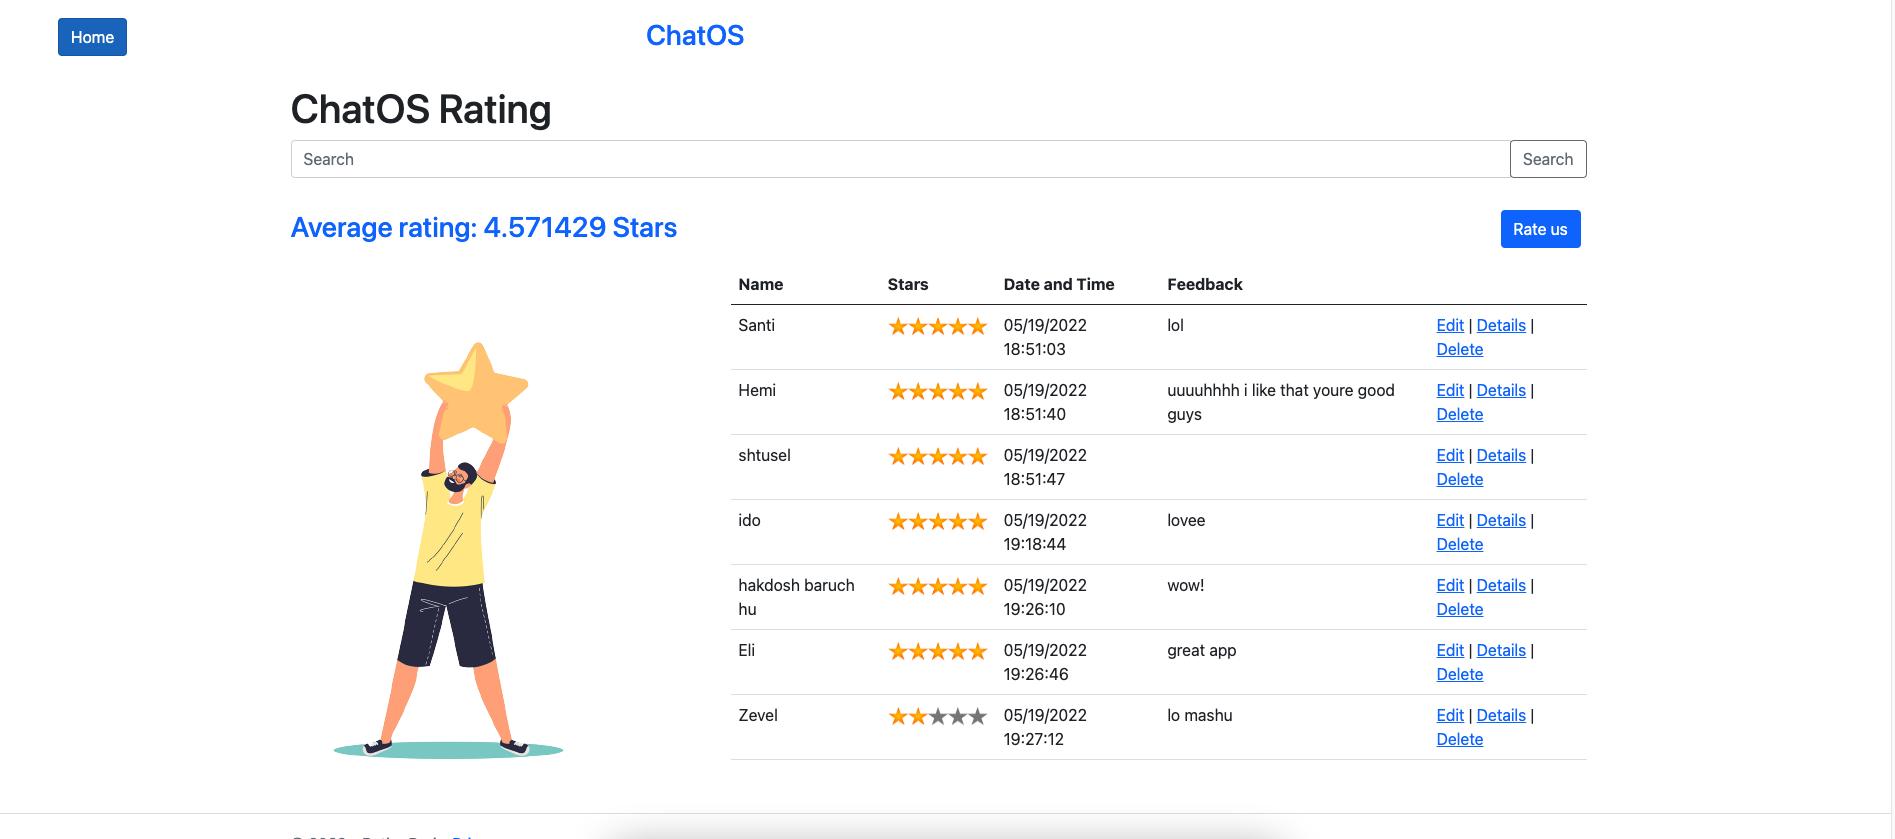 Home
ChatOS
ChatOS Rating
Search Search
Average rating: 4.571429 Stars
Rate us
Name Stars Date and Time Feedback
Santi 05/19/2022 lol Edit | Details |
18:51:03 Delete
Hemi 05/19/2022 uuuuhhhh i like that youre good Edit | Details |
18:51:40 guys Delete
shtusel 05/19/2022 Edit | Details |
18:51:47 Delete
ido 05/19/2022 lovee Edit | Details |
19:18:44 Delete
hakdosh baruch 05/19/2022 wow! Edit | Details |
hu 19:26:10 Delete
Eli 05/19/2022 great app Edit | Details |
19:26:46 Delete
Zevel 05/19/2022 lo mashu Edit | Details |
19:27:12 Delete